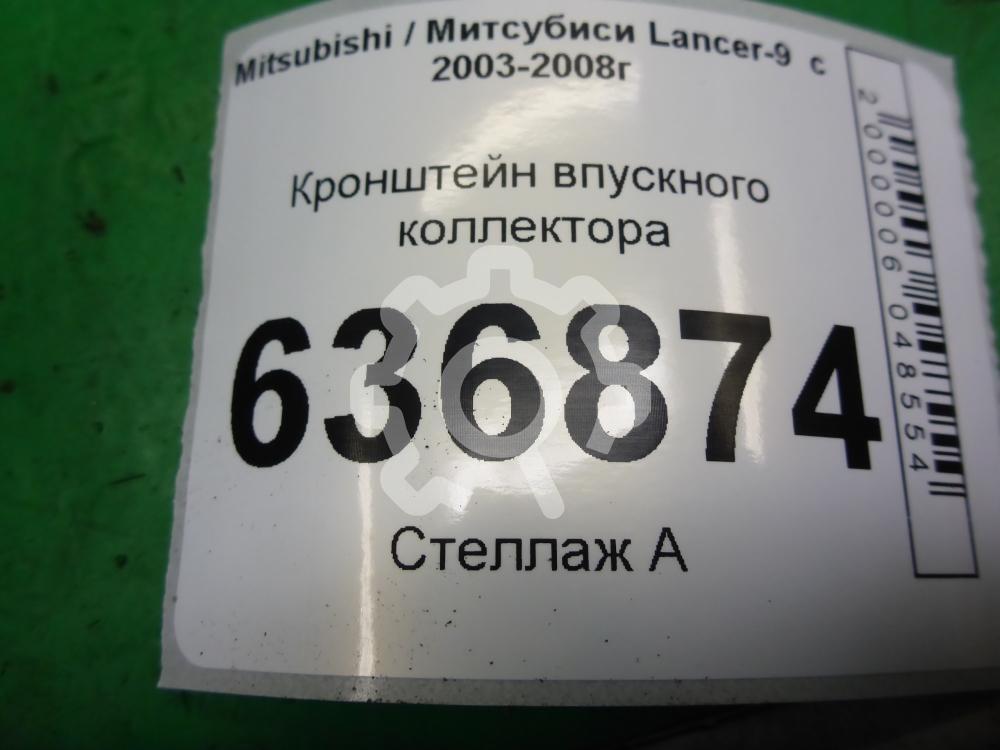 Mitsubishi / Митсубиси Lancer-9 с
2003-2008г
Кронштейн впускного
коллектора
636874
Стеллаж А
2000006048554